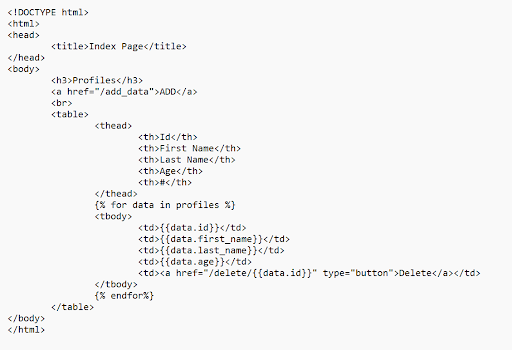 <!DOCTYPE html>
<html>
<head>
	<title>Index Page</title>
</head>
<body>
	<h3>Profiles</h3>
	<a href="/add_data">ADD</a>
	<br>
	<table>
		<thead>
			<th>Id</th>
			<th>First Name</th>
			<th>Last Name</th>
			<th>Age</th>
			<th>#</th>
		</thead>
		{% for data in profiles %}
		<tbody>
			<td>{{data.id}}</td>
			<td>{{data.first_name}}</td>
			<td>{{data.last_name}}</td>
			<td>{{data.age}}</td>
			<td><a href="/delete/{{data.id}}" type="button">Delete</a></td>
		</tbody>
		{% endfor%}
	</table>
</body>
</html>